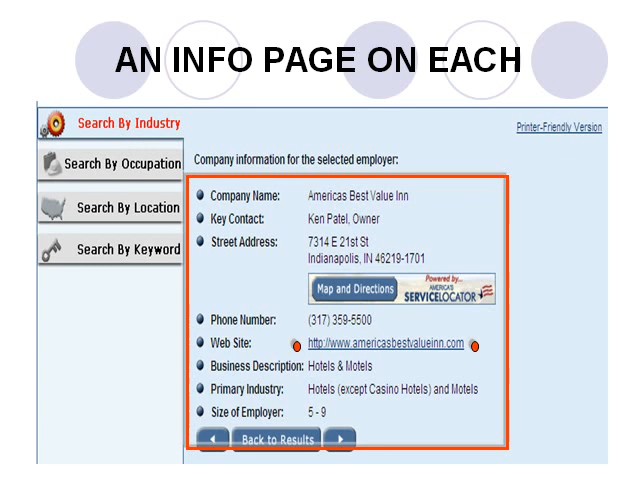 AN INFO PAGE ON EACH
Search By Industry
Printer-Friendly Version
Search By Occupation
Company information for the selected employer:
Search By Location
Search By Keyword
Company Name: Americas Best Value Inn
Key Contact: Ken Patel, Owner
Street Address: 7314 E 21st St
Indianapolis, IN 46219-1701
Map and Directions
Powered by...
AMERICA'S
SERVICELOCATOR
Phone Number: (317) 359-5500
Web Site: http://www.americasbestvalueinn.com
Business Description: Hotels & Motels
Primary Industry: Hotels (except Casino Hotels) and Motels
Size of Employer: 5 - 9
Back to Results